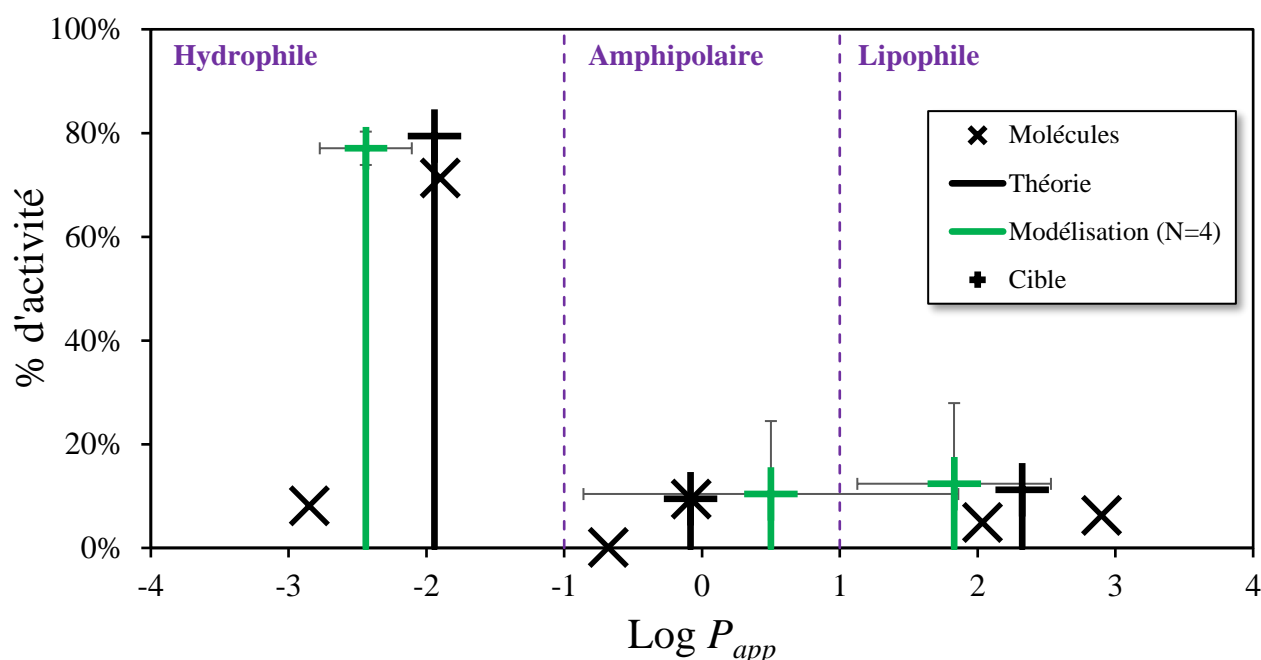 100%
Hydrophile
Amphipolaire
Lipophile
80%
Molécules
Théorie
60%
Modélisation (N=4)
Cible
% d'activité
40%
20%
0%
-4
-3
-2
-1
0
1
2
3
4
Log Papp